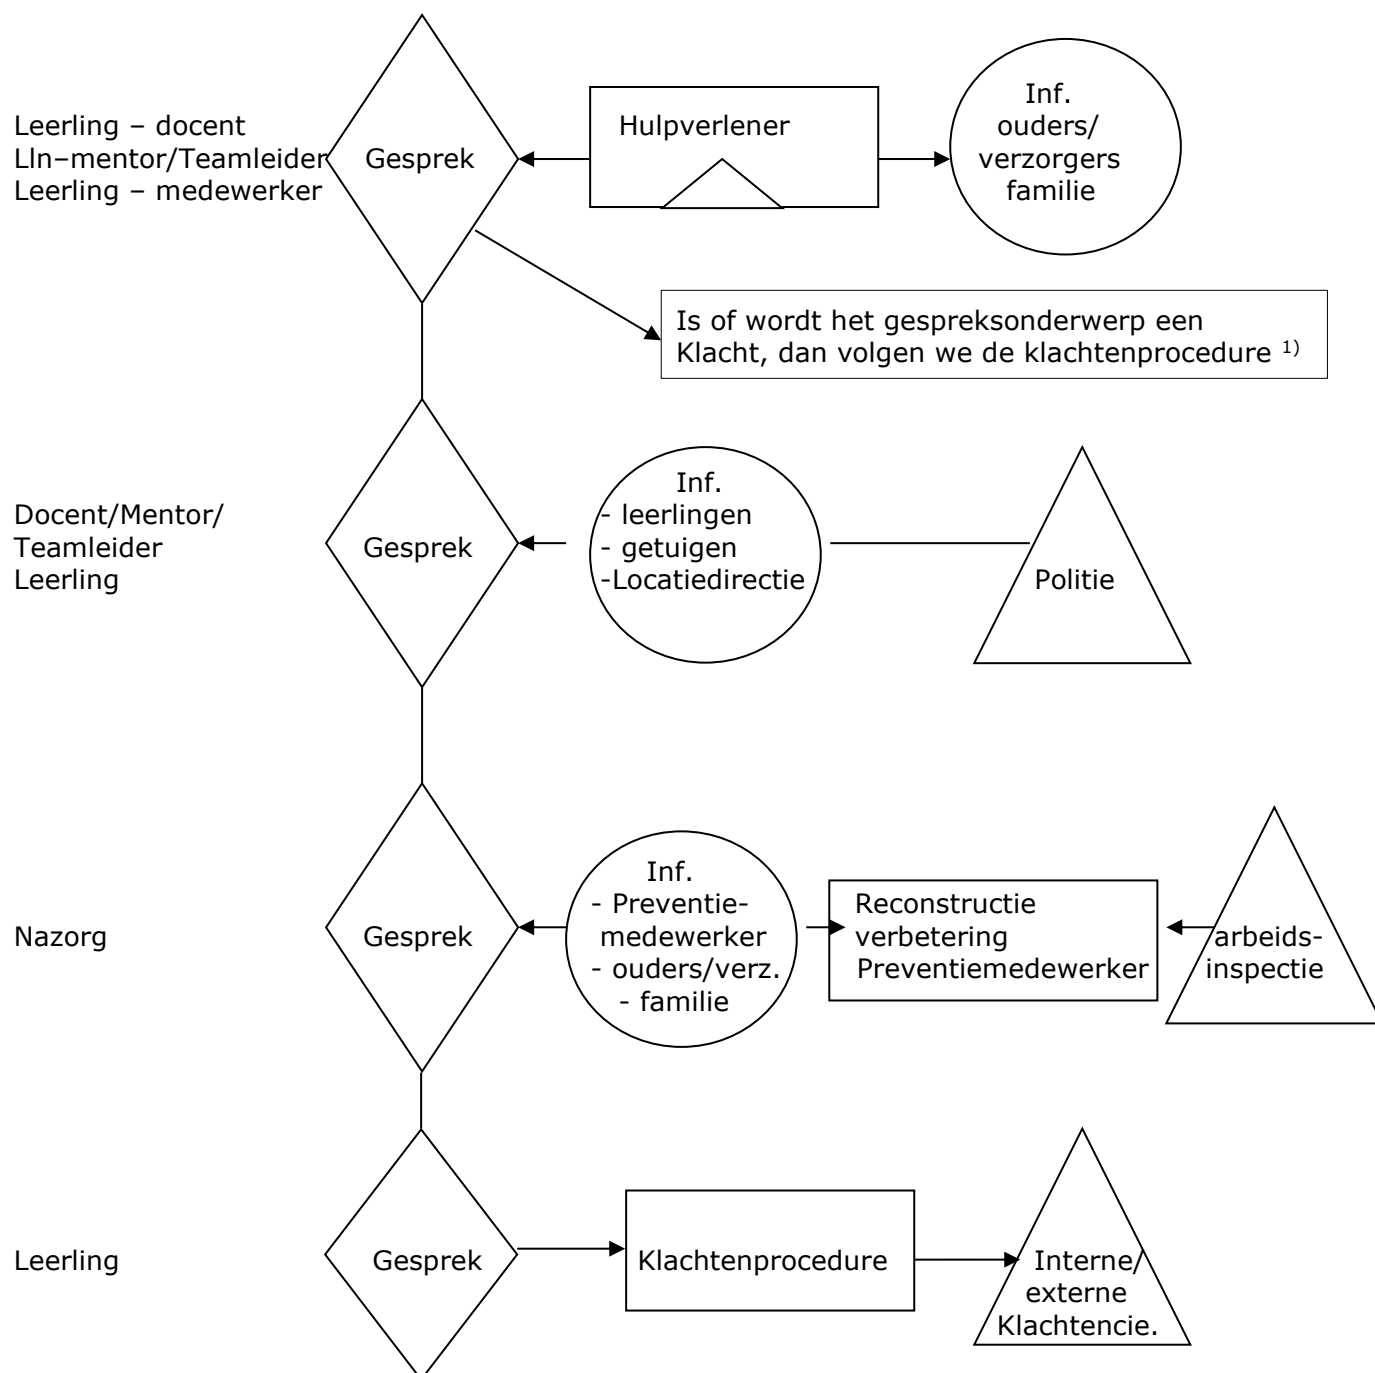 Leerling – docent
Lln–mentor/Teamleider
Leerling – medewerker
Gesprek
Hulpverlener
Inf.
ouders/
verzorgers
familie
Is of wordt het gespreksonderwerp een
Klacht, dan volgen we de klachtenprocedure ¹⁾
Docent/Mentor/
Teamleider
Leerling
Gesprek
Inf.
- leerlingen
- getuigen
-Locatiedirectie
Politie
Nazorg
Gesprek
Inf.
- Preventie-
medewerker
- ouders/verz.
- familie
Reconstructie
verbetering
Preventiemedewerker
arbeids-
inspectie
Leerling
Gesprek
Klachtenprocedure
Interne/
externe
Klachtencie.